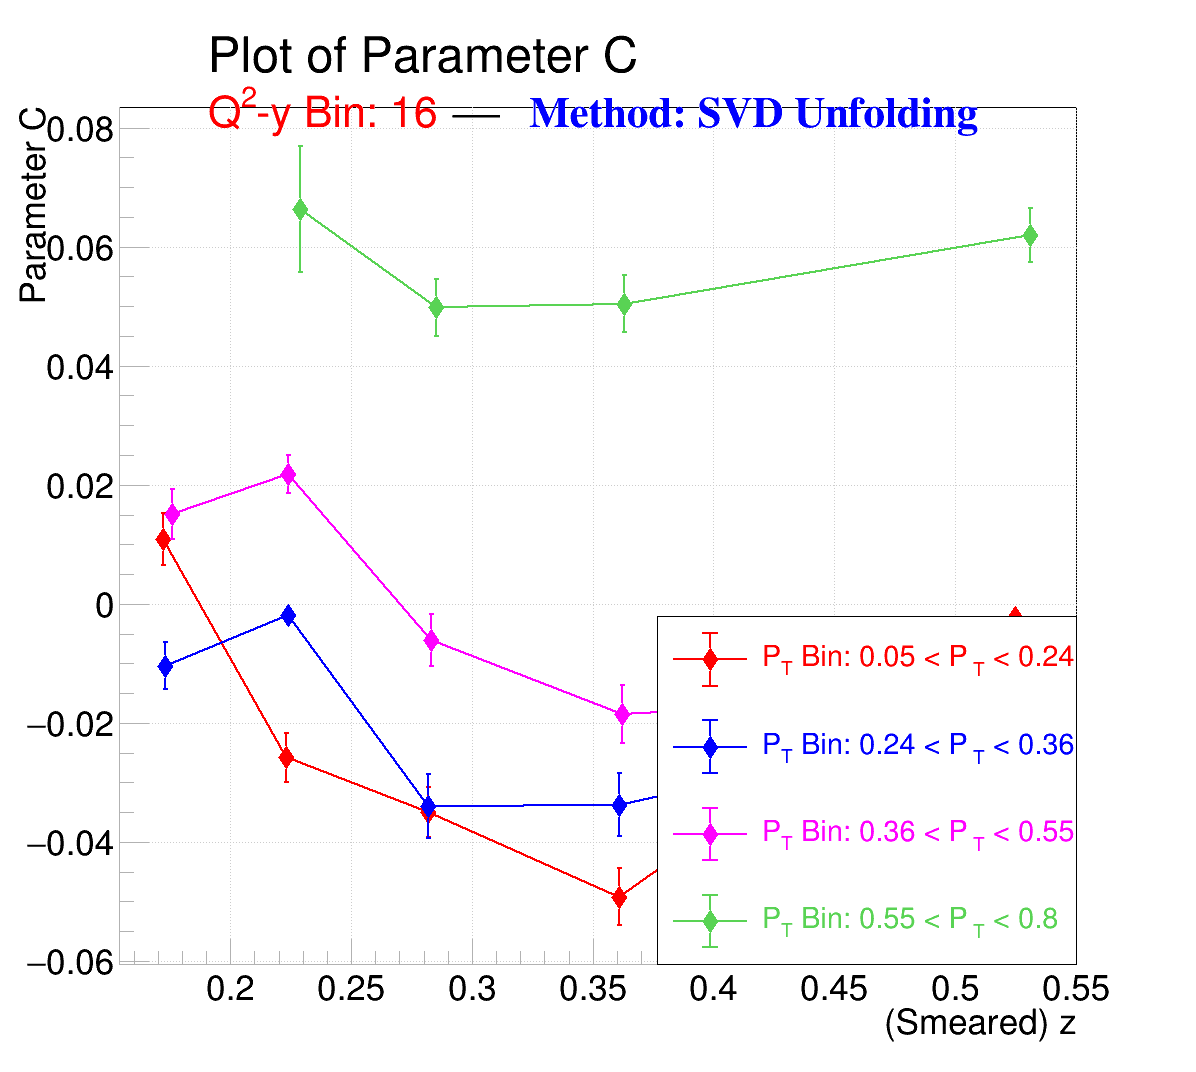 Plot of Parameter C
Q2-y Bin: 16 — Method: SVD Unfolding
Parameter C
0.08
0.06
0.04
0.02
0
−0.02
−0.04
−0.06
PT Bin: 0.05 < PT < 0.24
PT Bin: 0.24 < PT < 0.36
PT Bin: 0.36 < PT < 0.55
PT Bin: 0.55 < PT < 0.8
0.2 0.25 0.3 0.35 0.4 0.45 0.5 0.55
(Smeared) z